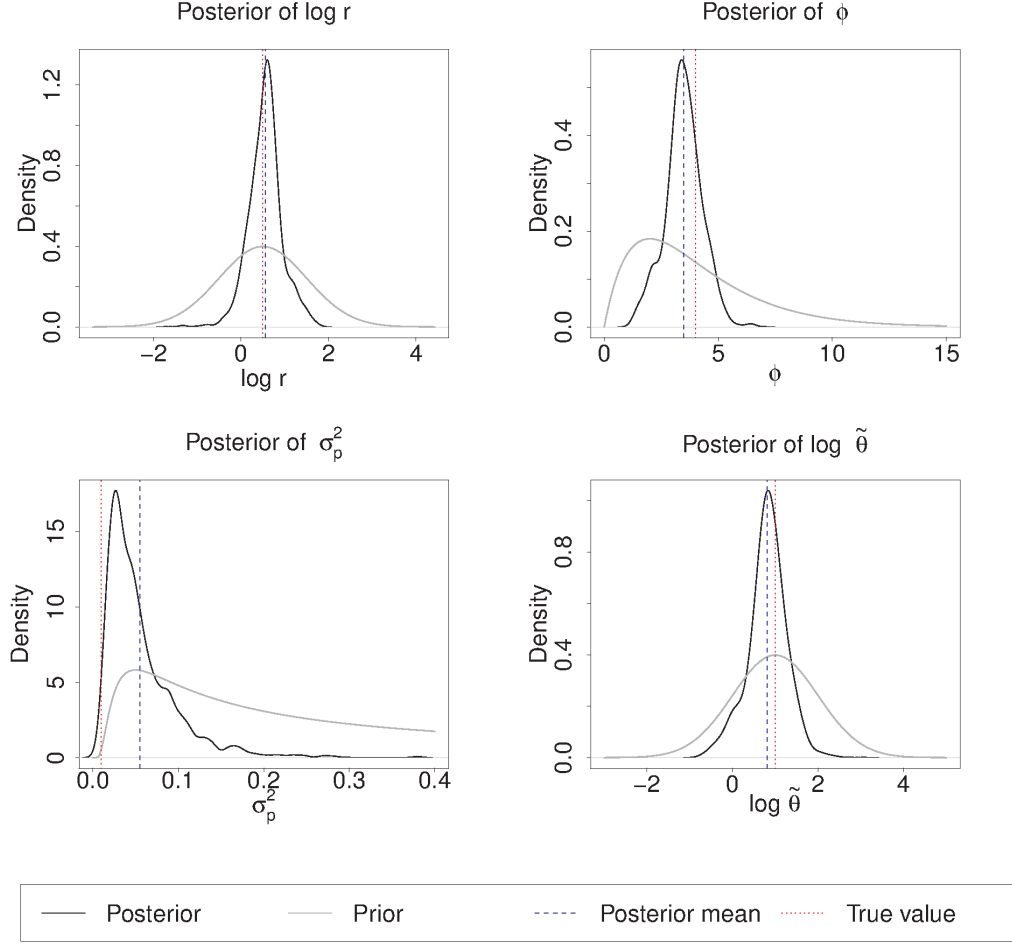 Posterior of log r
Posterior of ϕ
Density
0.0 0.4 0.8 1.2
−2 0 2 4
log r
Density
0.0 0.2 0.4
0 5 10 15
ϕ
Posterior of σ²ₚ
Posterior of log θ̃
Density
0 5 10 15
0.0 0.1 0.2 0.3 0.4
σ²ₚ
Density
0.0 0.4 0.8
−2 0 2 4
log θ̃
Posterior Prior Posterior mean True value